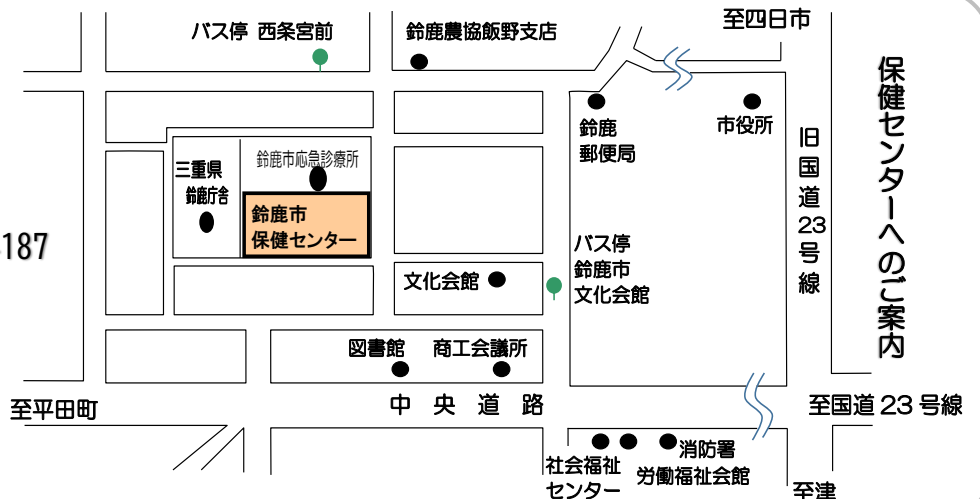 至四日市
バス停 西条宮前
鈴鹿農協飯野支店
保健センターへのご案内
鈴鹿
郵便局
市役所
旧国道23号線
三重県
鈴鹿庁舎
鈴鹿市応急診療所
鈴鹿市
保健センター
187
バス停
鈴鹿市
文化会館
文化会館
図書館
商工会議所
至平田町
中央道路
至国道23号線
消防署
社会福祉
センター
労働福祉会館
至津